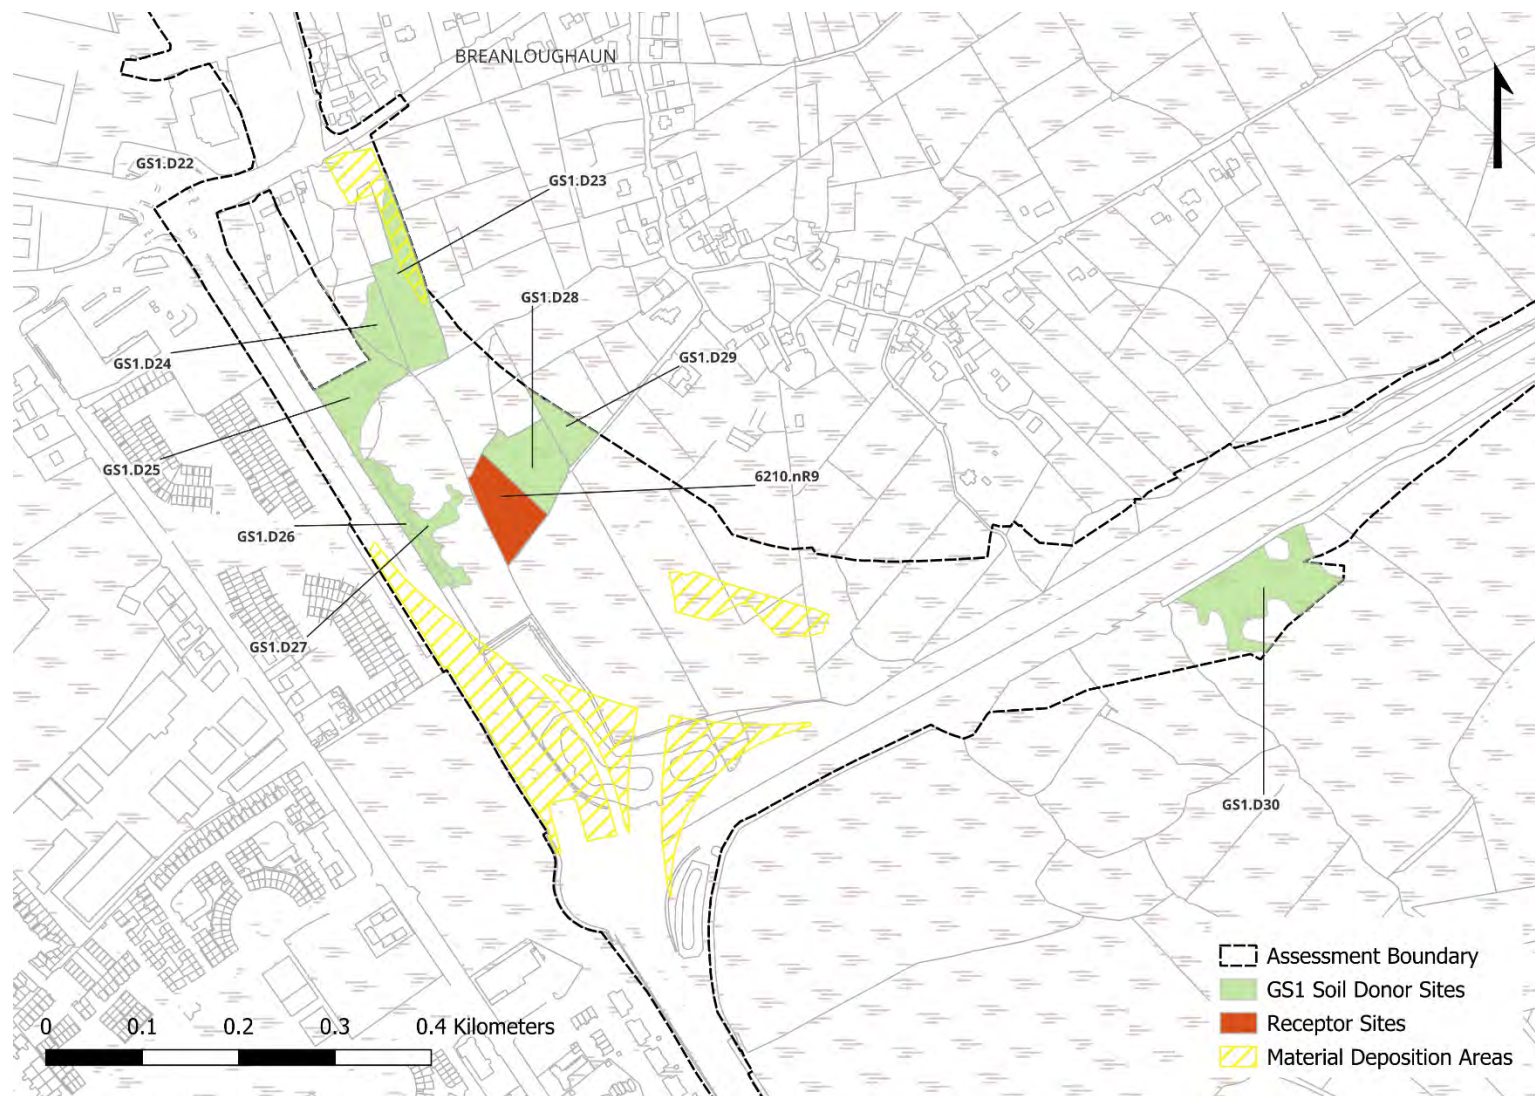 BREANLOUGHAUN
GS1.D22
GS1.D23
GS1.D28
GS1.D24
GS1.D29
GS1.D25
6210.nR9
GS1.D26
GS1.D27
GS1.D30
Assessment Boundary
GS1 Soil Donor Sites
Receptor Sites
Material Deposition Areas
0 0.1 0.2 0.3 0.4 Kilometers